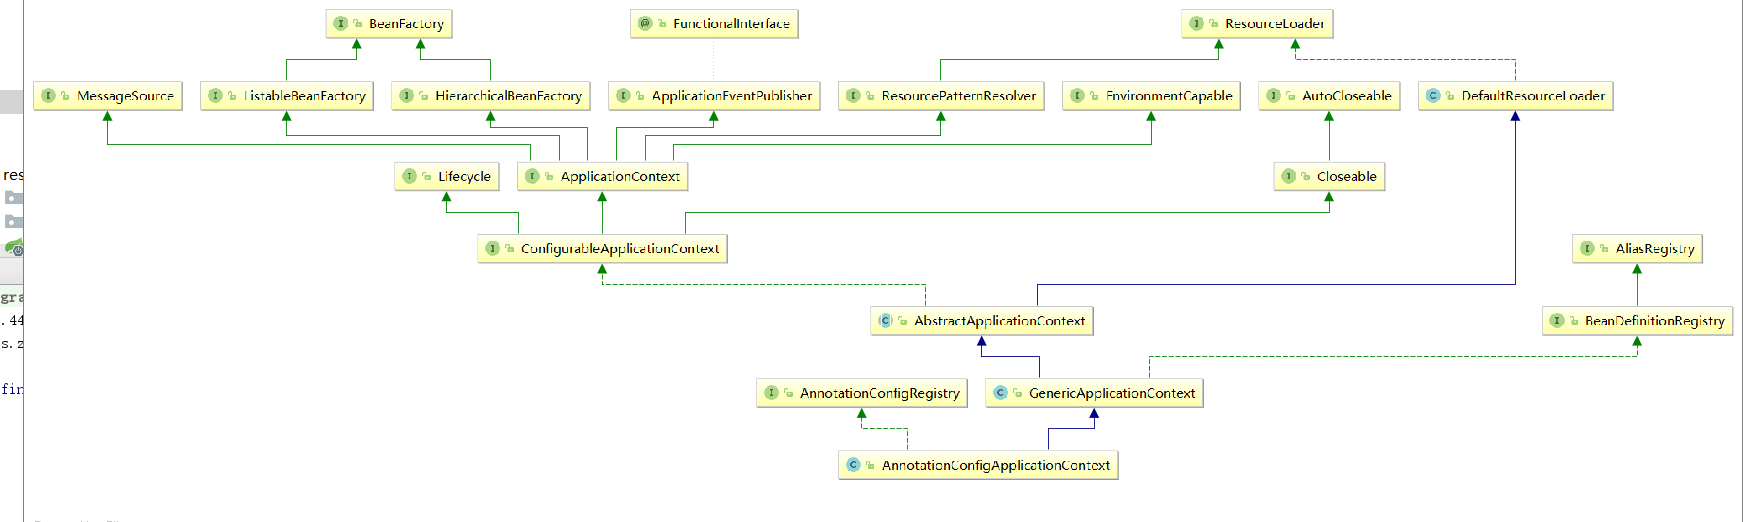 BeanFactory
FunctionalInterface
ResourceLoader
MessageSource
ListableBeanFactory
HierarchicalBeanFactory
ApplicationEventPublisher
ResourcePatternResolver
EnvironmentCapable
AutoCloseable
DefaultResourceLoader
res
Lifecycle
ApplicationContext
Closeable
ConfigurableApplicationContext
AliasRegistry
gra
.44
AbstractApplicationContext
BeanDefinitionRegistry
s.z
fin
AnnotationConfigRegistry
GenericApplicationContext
AnnotationConfigApplicationContext